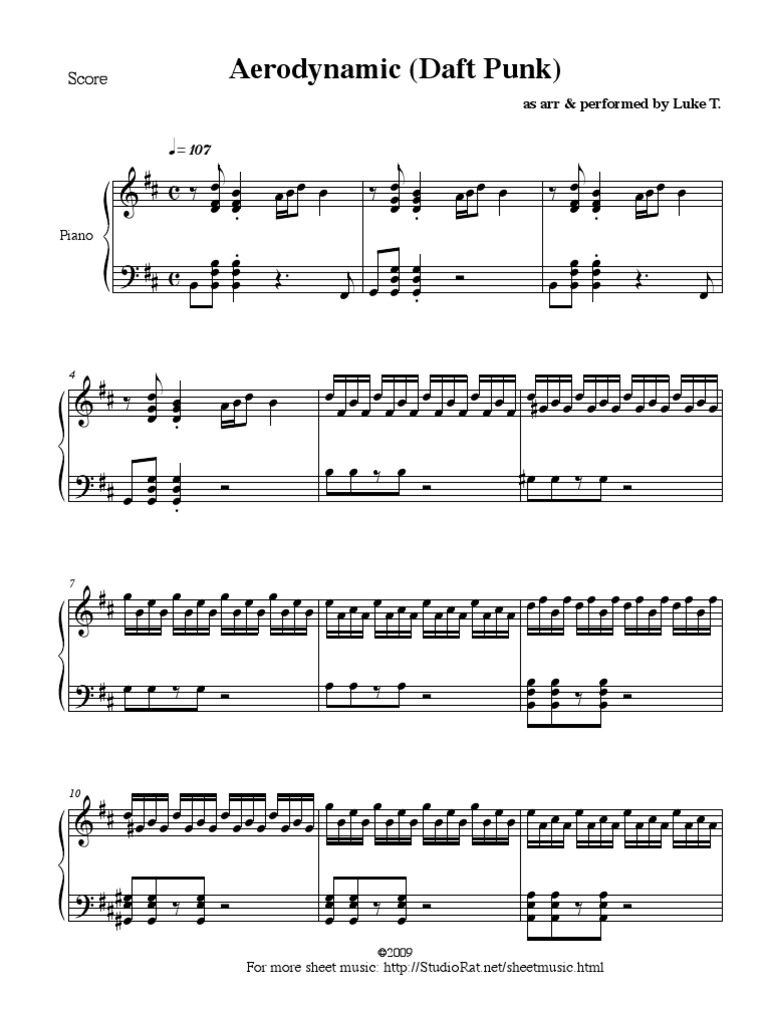 Aerodynamic (Daft Punk)
Score
as arr & performed by Luke T.
♩= 107
Piano
4
7
10
©2009
For more sheet music: http://StudioRat.net/sheetmusic.html